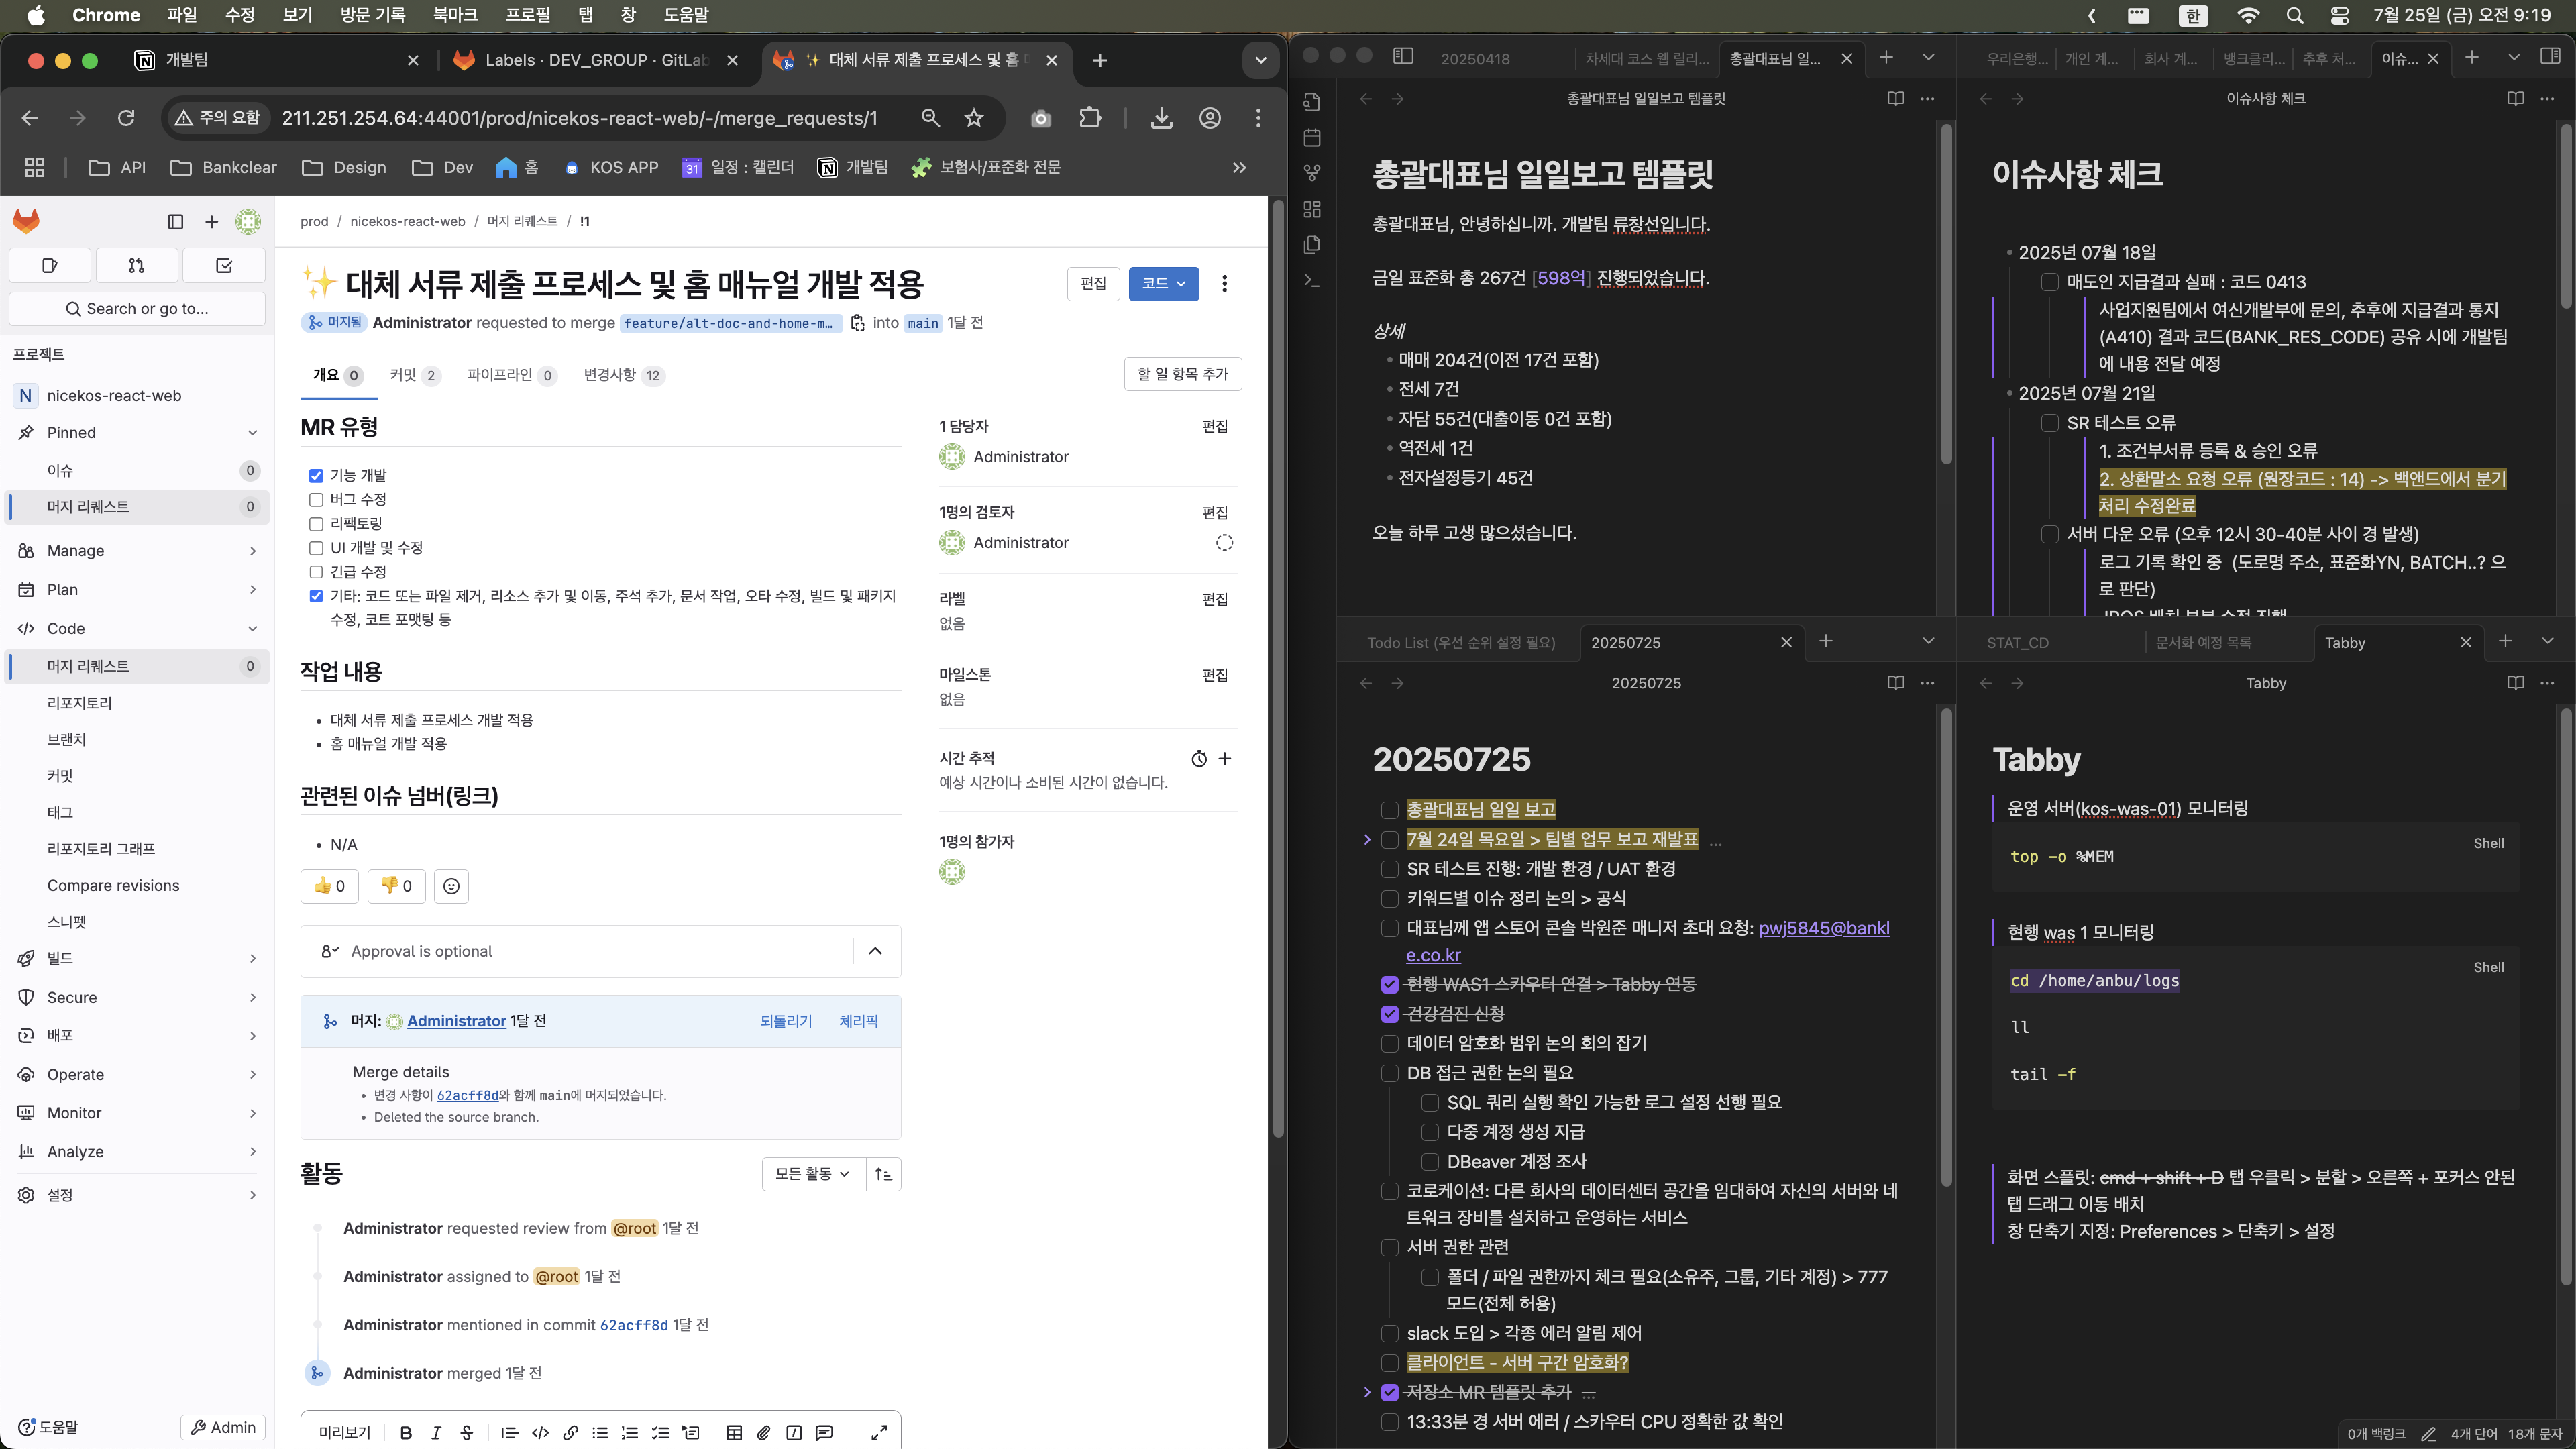 Chrome 파일 수정 보기 방문 기록 북마크 프로필 탭 창 도움말
한 7월 25일 (금) 오전 9:19
개발팀
Labels · DEV_GROUP · GitLab
✨ 대체 서류 제출 프로세스 및 홈
주의 요함 211.251.254.64:44001/prod/nicekos-react-web/-/merge_requests/1
API Bankclear Design Dev 홈 KOS APP 31 일정 : 캘린더 개발팀 보험사/표준화 전문
Search or go to...
프로젝트
N nicekos-react-web
Pinned
이슈 0
머지 리퀘스트 0
Manage
Plan
Code
머지 리퀘스트 0
리포지토리
브랜치
커밋
태그
리포지토리 그래프
Compare revisions
스니펫
빌드
Secure
배포
Operate
Monitor
Analyze
설정
도움말 Admin
prod / nicekos-react-web / 머지 리퀘스트 / !1
✨ 대체 서류 제출 프로세스 및 홈 매뉴얼 개발 적용
편집 코드
머지됨 Administrator requested to merge feature/alt-doc-and-home-m… into main 1달 전
개요 0 커밋 2 파이프라인 0 변경사항 12
할 일 항목 추가
MR 유형
기능 개발
버그 수정
리팩토링
UI 개발 및 수정
긴급 수정
기타: 코드 또는 파일 제거, 리소스 추가 및 이동, 주석 추가, 문서 작업, 오타 수정, 빌드 및 패키지
수정, 코트 포맷팅 등
작업 내용
대체 서류 제출 프로세스 개발 적용
홈 매뉴얼 개발 적용
관련된 이슈 넘버(링크)
N/A
👍 0 👎 0
Approval is optional
머지: Administrator 1달 전 되돌리기 체리픽
Merge details
변경 사항이 62acff8d와 함께 main에 머지되었습니다.
Deleted the source branch.
활동
모든 활동
Administrator requested review from @root 1달 전
Administrator assigned to @root 1달 전
Administrator mentioned in commit 62acff8d 1달 전
Administrator merged 1달 전
미리보기 B I S
1 담당자 편집
Administrator
1명의 검토자 편집
Administrator
라벨 편집
없음
마일스톤 편집
없음
시간 추적
예상 시간이나 소비된 시간이 없습니다.
1명의 참가자
20250418 차세대 코스 웹 릴리... 총괄대표님 일...
총괄대표님 일일보고 템플릿
총괄대표님 일일보고 템플릿
총괄대표님, 안녕하십니까. 개발팀 류창선입니다.
금일 표준화 총 267건 [598억] 진행되었습니다.
상세
매매 204건(이전 17건 포함)
전세 7건
자담 55건(대출이동 0건 포함)
역전세 1건
전자설정등기 45건
오늘 하루 고생 많으셨습니다.
우리은행... 개인 계... 회사 계... 뱅크클리... 추후 처... 이슈...
이슈사항 체크
이슈사항 체크
2025년 07월 18일
매도인 지급결과 실패 : 코드 0413
사업지원팀에서 여신개발부에 문의, 추후에 지급결과 통지
(A410) 결과 코드(BANK_RES_CODE) 공유 시에 개발팀
에 내용 전달 예정
2025년 07월 21일
SR 테스트 오류
1. 조건부서류 등록 & 승인 오류
2. 상환말소 요청 오류 (원장코드 : 14) -> 백앤드에서 분기
처리 수정완료
서버 다운 오류 (오후 12시 30-40분 사이 경 발생)
로그 기록 확인 중 (도로명 주소, 표준화YN, BATCH..? 으
로 판단)
IROS 배치 부분 수정 진행
Todo List (우선 순위 설정 필요) 20250725
20250725
20250725
총괄대표님 일일 보고
7월 24일 목요일 > 팀별 업무 보고 재발표 ...
SR 테스트 진행: 개발 환경 / UAT 환경
키워드별 이슈 정리 논의 > 공식
대표님께 앱 스토어 콘솔 박원준 매니저 초대 요청: pwj5845@bankl
e.co.kr
현행 WAS1 스카우터 연결 > Tabby 연동
건강검진 신청
데이터 암호화 범위 논의 회의 잡기
DB 접근 권한 논의 필요
SQL 쿼리 실행 확인 가능한 로그 설정 선행 필요
다중 계정 생성 지급
DBeaver 계정 조사
코로케이션: 다른 회사의 데이터센터 공간을 임대하여 자신의 서버와 네
트워크 장비를 설치하고 운영하는 서비스
서버 권한 관련
폴더 / 파일 권한까지 체크 필요(소유주, 그룹, 기타 계정) > 777
모드(전체 허용)
slack 도입 > 각종 에러 알림 제어
클라이언트 - 서버 구간 암호화?
저장소 MR 템플릿 추가 ...
13:33분 경 서버 에러 / 스카우터 CPU 정확한 값 확인
STAT_CD 문서화 예정 목록 Tabby
Tabby
Tabby
운영 서버(kos-was-01) 모니터링
Shell
top -o %MEM
현행 was 1 모니터링
Shell
cd /home/anbu/logs
ll
tail -f
화면 스플릿: cmd + shift + D 탭 우클릭 > 분할 > 오른쪽 + 포커스 안된
탭 드래그 이동 배치
창 단축기 지정: Preferences > 단축키 > 설정
0개 백링크 4개 단어 18개 문자